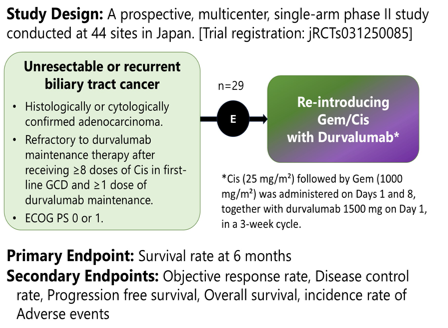 Study Design: A prospective, multicenter, single-arm phase II study
conducted at 44 sites in Japan. [Trial registration: jRCTs031250085]
Unresectable or recurrent
biliary tract cancer
• Histologically or cytologically
confirmed adenocarcinoma.
• Refractory to durvalumab
maintenance therapy after
receiving ≥8 doses of Cis in first-
line GCD and ≥1 dose of
durvalumab maintenance.
• ECOG PS 0 or 1.
n=29
E
Re-introducing
Gem/Cis
with Durvalumab*
*Cis (25 mg/m²) followed by Gem (1000
mg/m²) was administered on Days 1 and 8,
together with durvalumab 1500 mg on Day 1,
in a 3-week cycle.
Primary Endpoint: Survival rate at 6 months
Secondary Endpoints: Objective response rate, Disease control
rate, Progression free survival, Overall survival, incidence rate of
Adverse events